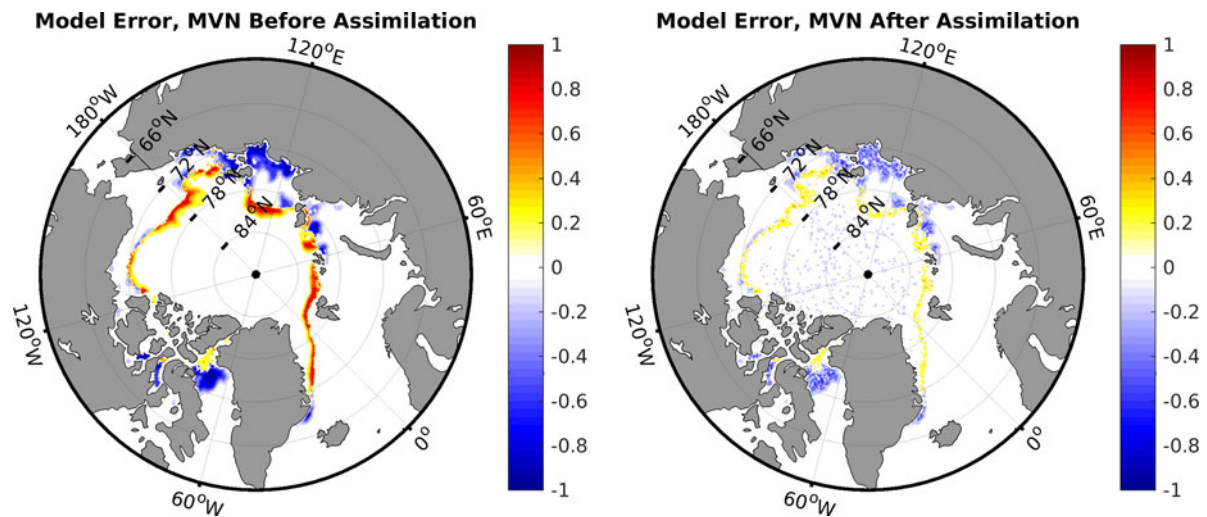 Model Error, MVN Before Assimilation
120°E
180°W
66°N
72°N
78°N
84°N
60°E
120°W
0°
60°W
1
0.8
0.6
0.4
0.2
0
-0.2
-0.4
-0.6
-0.8
-1
Model Error, MVN After Assimilation
120°E
180°W
66°N
72°N
78°N
84°N
60°E
120°W
0°
60°W
1
0.8
0.6
0.4
0.2
0
-0.2
-0.4
-0.6
-0.8
-1